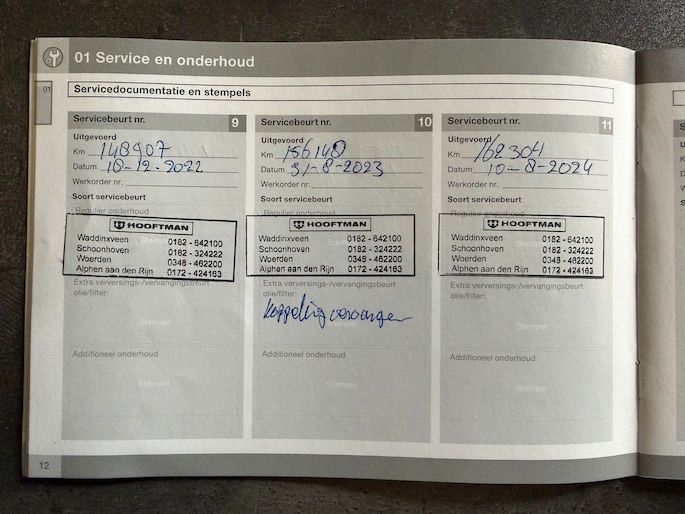 01 Service en onderhoud
01
Servicedocumentatie en stempels
Servicebeurt nr. 9
Uitgevoerd
Km 148907
Datum 10-12-2022
Werkorder nr.
Soort servicebeurt
Regulier onderhoud
HOOFTMAN
Waddinxveen 0182 - 642100
Schoonhoven 0182 - 324222
Woerden 0348 - 462200
Alphen aan den Rijn 0172 - 424163
Extra verversings-/vervangingsbeurt
olie/filter:
Stempel
Additioneel onderhoud
Stempel
Servicebeurt nr. 10
Uitgevoerd
Km 156140
Datum 31-8-2023
Werkorder nr.
Soort servicebeurt
Regulier onderhoud
HOOFTMAN
Waddinxveen 0182 - 642100
Schoonhoven 0182 - 324222
Woerden 0348 - 462200
Alphen aan den Rijn 0172 - 424163
Extra verversings-/vervangingsbeurt
olie/filter:
Koppeling vervangen
Stempel
Additioneel onderhoud
Stempel
Servicebeurt nr. 11
Uitgevoerd
Km 162304
Datum 10-8-2024
Werkorder nr.
Soort servicebeurt
Regulier onderhoud
HOOFTMAN
Waddinxveen 0182 - 642100
Schoonhoven 0182 - 324222
Woerden 0348 - 462200
Alphen aan den Rijn 0172 - 424163
Extra verversings-/vervangingsbeurt
olie/filter:
Stempel
Additioneel onderhoud
Stempel
12